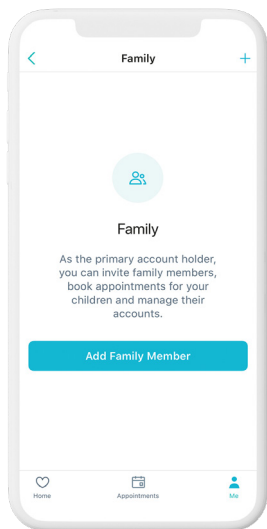 Family
Family
As the primary account holder,
you can invite family members,
book appointments for your
children and manage their
accounts.
Add Family Member
Home
Appointments
Me